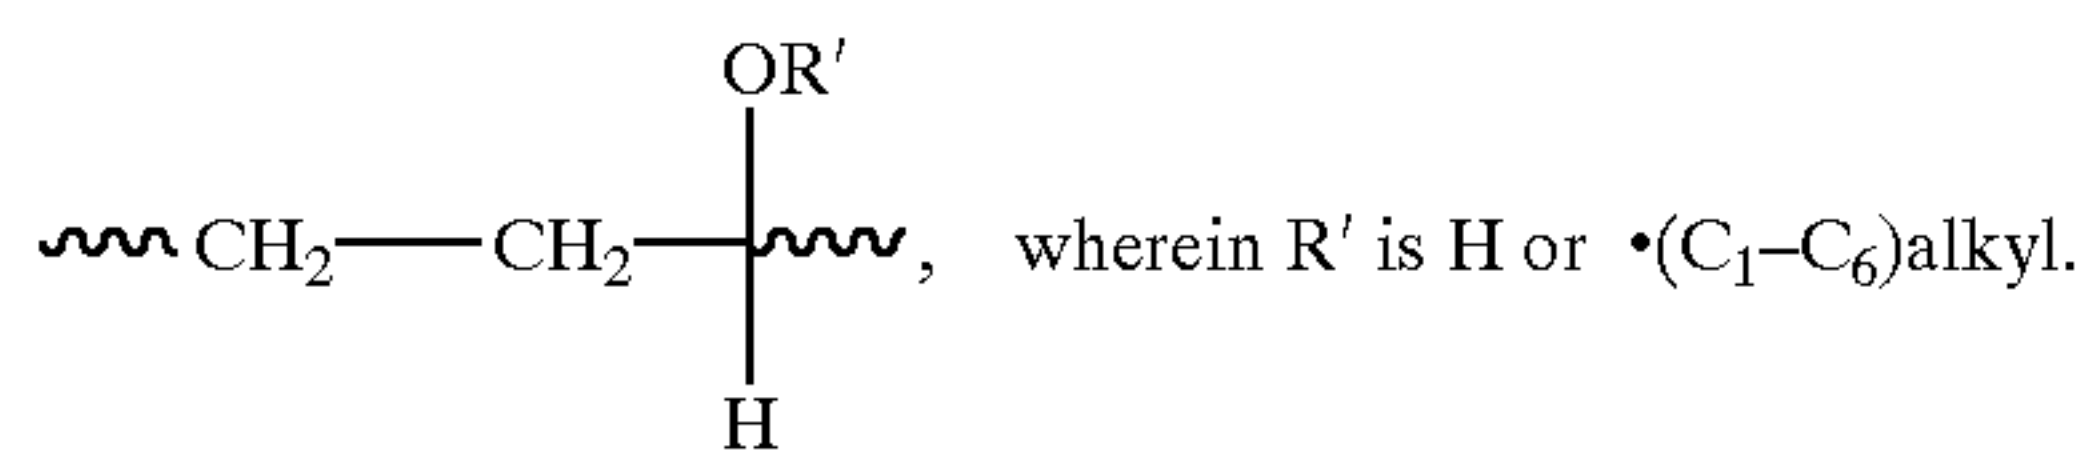 OR′
CH₂ CH₂ , wherein R′ is H or •(C₁–C₆)alkyl.
H